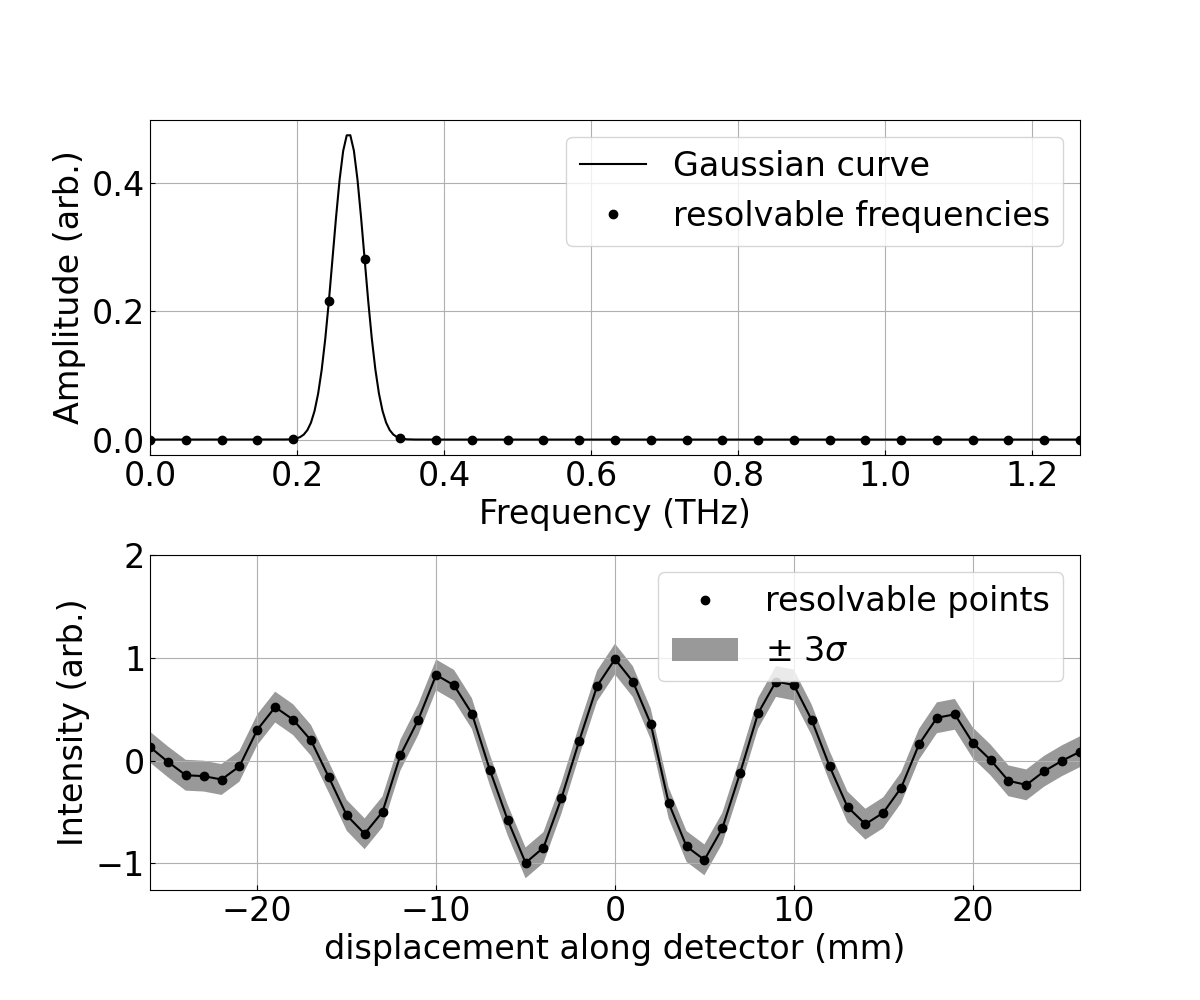 Gaussian curve
resolvable frequencies
Amplitude (arb.)
0.4
0.2
0.0
0.0 0.2 0.4 0.6 0.8 1.0 1.2
Frequency (THz)
resolvable points
± 3σ
Intensity (arb.)
2
1
0
−1
−20 −10 0 10 20
displacement along detector (mm)